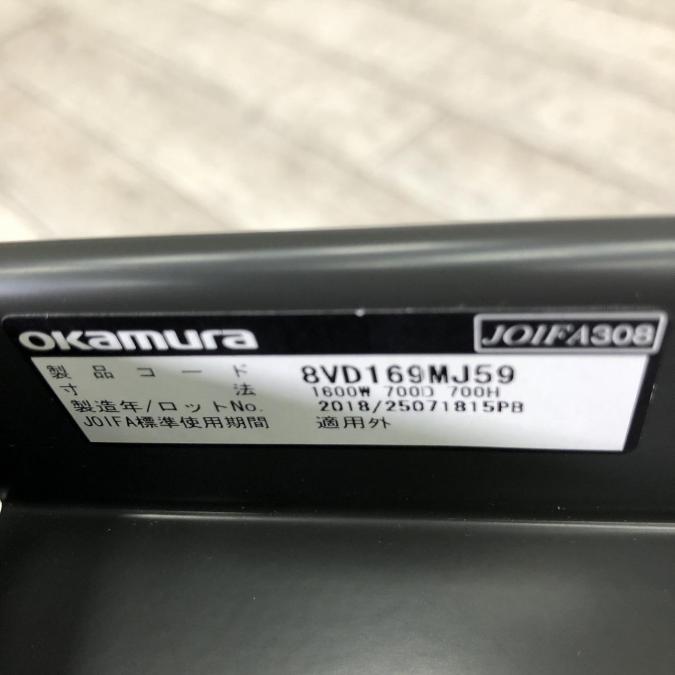 okamura JOIFA308
製品コード 8VD169MJ59
寸法 1600W 700D 700H
製造年/ロットNo. 2018/25071815PB
JOIFA標準使用期間 適用外